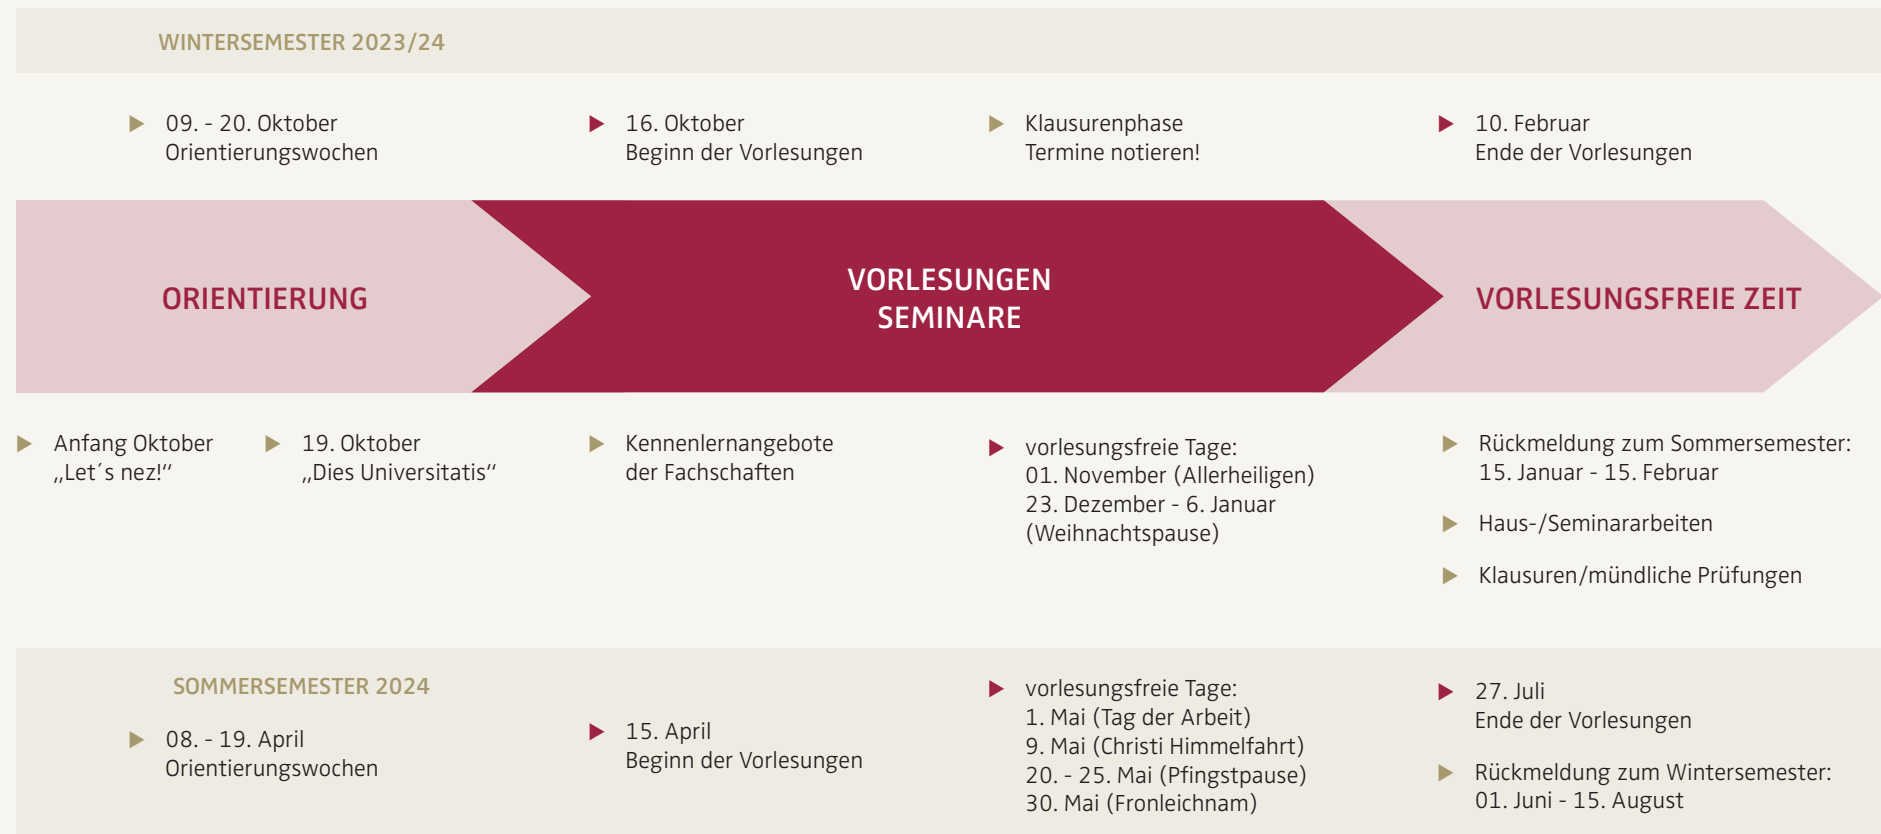 WINTERSEMESTER 2023/24
09. - 20. Oktober
Orientierungswochen
16. Oktober
Beginn der Vorlesungen
Klausurenphase
Termine notieren!
10. Februar
Ende der Vorlesungen
ORIENTIERUNG
VORLESUNGEN
SEMINARE
VORLESUNGSFREIE ZEIT
Anfang Oktober
„Let´s nez!“
19. Oktober
„Dies Universitatis“
Kennenlernangebote
der Fachschaften
vorlesungsfreie Tage:
01. November (Allerheiligen)
23. Dezember - 6. Januar
(Weihnachtspause)
Rückmeldung zum Sommersemester:
15. Januar - 15. Februar
Haus-/Seminararbeiten
Klausuren/mündliche Prüfungen
SOMMERSEMESTER 2024
08. - 19. April
Orientierungswochen
15. April
Beginn der Vorlesungen
vorlesungsfreie Tage:
1. Mai (Tag der Arbeit)
9. Mai (Christi Himmelfahrt)
20. - 25. Mai (Pfingstpause)
30. Mai (Fronleichnam)
27. Juli
Ende der Vorlesungen
Rückmeldung zum Wintersemester:
01. Juni - 15. August